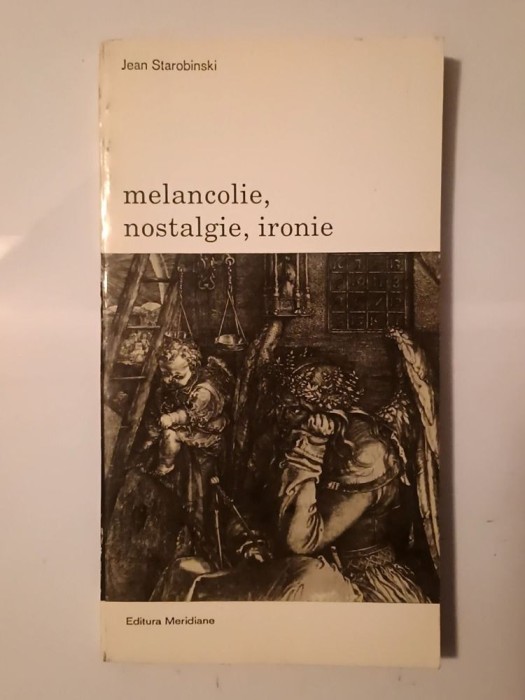 Jean Starobinski
melancolie,
nostalgie, ironie
Editura Meridiane